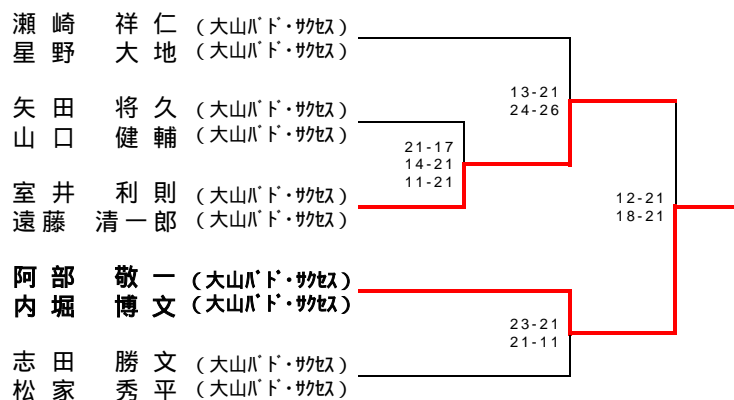 瀬崎 祥仁 (大山ﾊﾞﾄﾞ・ｻｸｾｽ)
星野 大地 (大山ﾊﾞﾄﾞ・ｻｸｾｽ)
13-21
24-26
矢田 将久 (大山ﾊﾞﾄﾞ・ｻｸｾｽ)
山口 健輔 (大山ﾊﾞﾄﾞ・ｻｸｾｽ)
21-17
14-21
11-21
室井 利則 (大山ﾊﾞﾄﾞ・ｻｸｾｽ)
遠藤 清一郎 (大山ﾊﾞﾄﾞ・ｻｸｾｽ)
12-21
18-21
阿部 敬一 (大山ﾊﾞﾄﾞ・ｻｸｾｽ)
内堀 博文 (大山ﾊﾞﾄﾞ・ｻｸｾｽ)
23-21
21-11
志田 勝文 (大山ﾊﾞﾄﾞ・ｻｸｾｽ)
松家 秀平 (大山ﾊﾞﾄﾞ・ｻｸｾｽ)